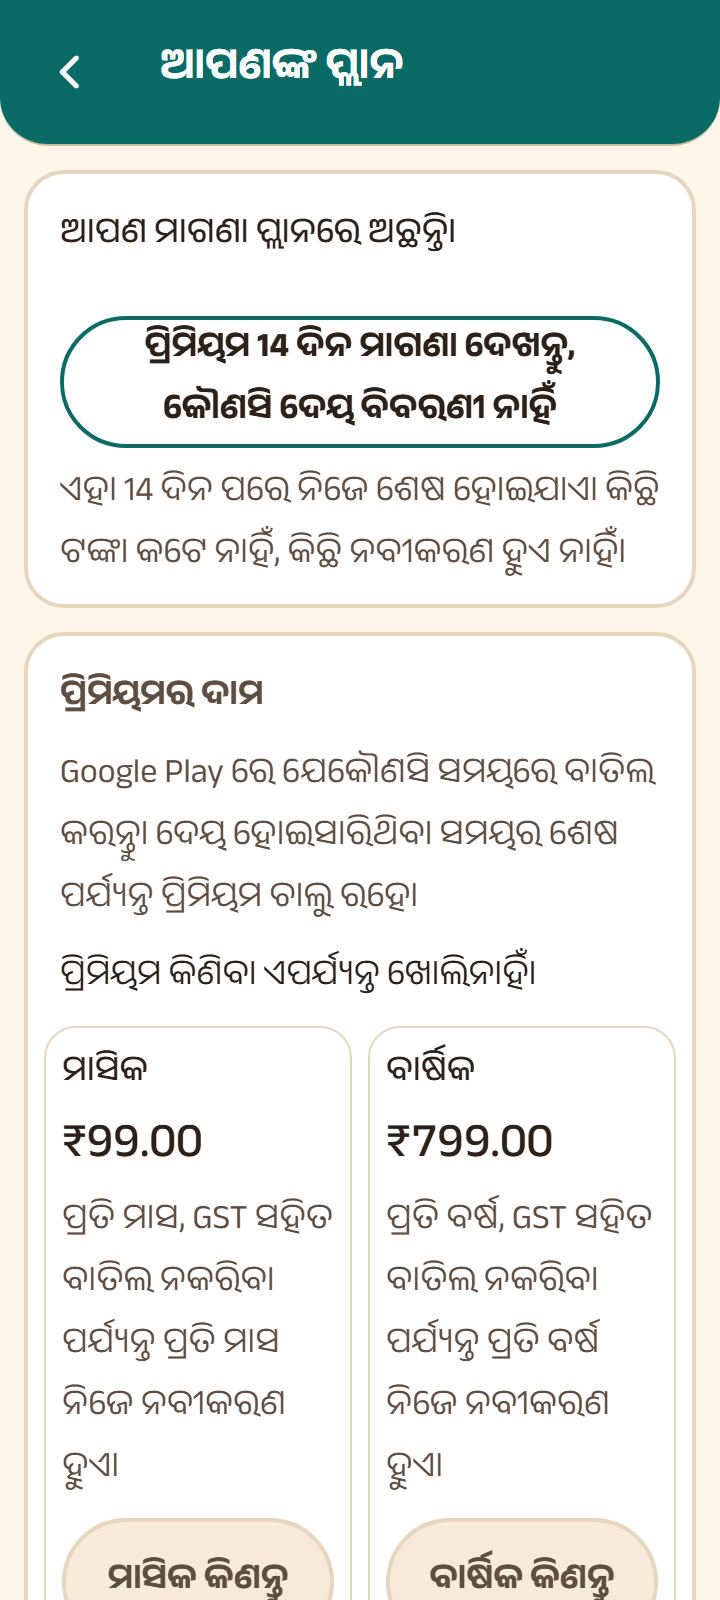 ଆପଣଙ୍କ ପ୍ଲାନ
ଆପଣ ମାଗଣା ପ୍ଲାନରେ ଅଛନ୍ତି।
ପ୍ରିମିୟମ 14 ଦିନ ମାଗଣା ଦେଖନ୍ତୁ,
କୌଣସି ଦେୟ ବିବରଣୀ ନାହିଁ
ଏହା 14 ଦିନ ପରେ ନିଜେ ଶେଷ ହୋଇଯାଏ। କିଛି
ଟଙ୍କା କଟେ ନାହିଁ, କିଛି ନବୀକରଣ ହୁଏ ନାହିଁ।
ପ୍ରିମିୟମର ଦାମ
Google Play ରେ ଯେକୌଣସି ସମୟରେ ବାତିଲ
କରନ୍ତୁ। ଦେୟ ହୋଇସାରିଥିବା ସମୟର ଶେଷ
ପର୍ଯ୍ୟନ୍ତ ପ୍ରିମିୟମ ଚାଲୁ ରହେ।
ପ୍ରିମିୟମ କିଣିବା ଏପର୍ଯ୍ୟନ୍ତ ଖୋଲିନାହିଁ।
ମାସିକ
₹99.00
ପ୍ରତି ମାସ, GST ସହିତ
ବାତିଲ ନକରିବା
ପର୍ଯ୍ୟନ୍ତ ପ୍ରତି ମାସ
ନିଜେ ନବୀକରଣ
ହୁଏ।
ମାସିକ କିଣନ୍ତୁ
ବାର୍ଷିକ
₹799.00
ପ୍ରତି ବର୍ଷ, GST ସହିତ
ବାତିଲ ନକରିବା
ପର୍ଯ୍ୟନ୍ତ ପ୍ରତି ବର୍ଷ
ନିଜେ ନବୀକରଣ
ହୁଏ।
ବାର୍ଷିକ କିଣନ୍ତୁ